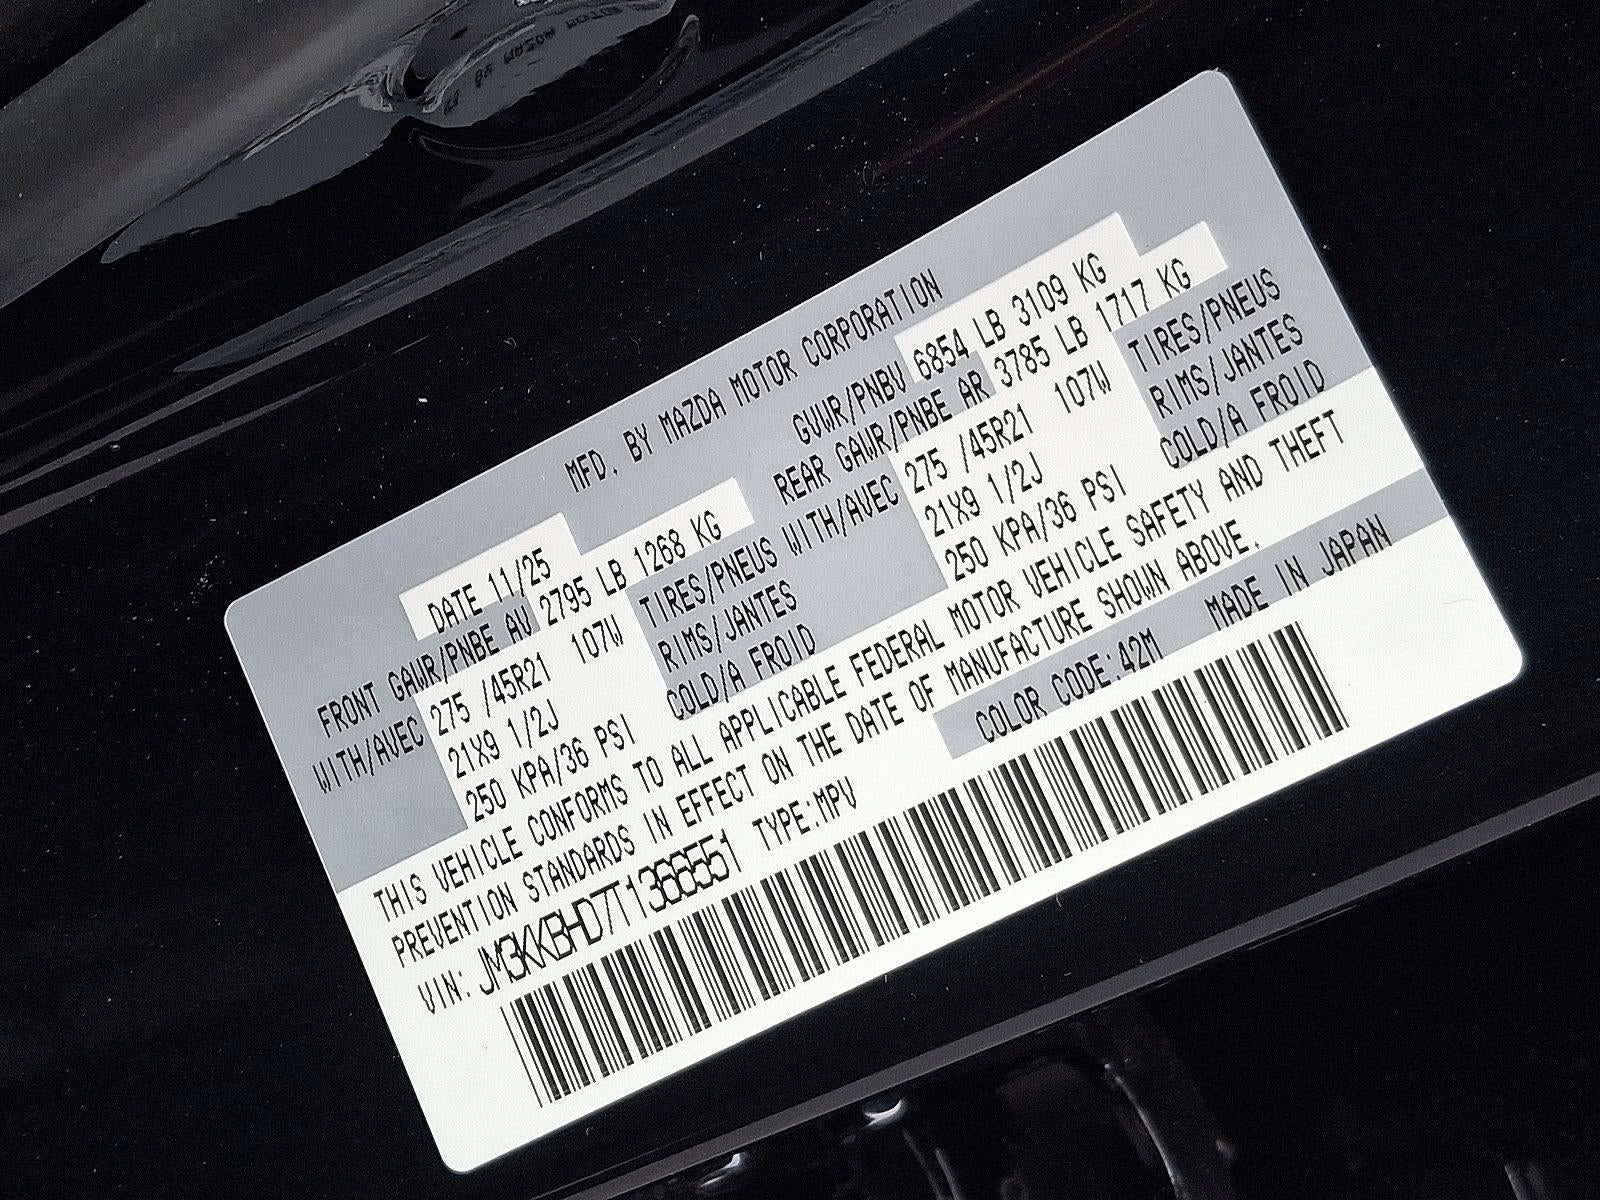 MFD. BY MAZDA MOTOR CORPORATION
DATE 11/25 GVWR/PNBV 6854 LB 3109 KG
FRONT GAWR/PNBE AV 2795 LB 1268 KG REAR GAWR/PNBE AR 3785 LB 1717 KG
WITH/AVEC 275 /45R21 107W TIRES/PNEUS WITH/AVEC 275 /45R21 107W TIRES/PNEUS
21X9 1/2J RIMS/JANTES 21X9 1/2J RIMS/JANTES
250 KPA/36 PSI COLD/A FROID 250 KPA/36 PSI COLD/A FROID
THIS VEHICLE CONFORMS TO ALL APPLICABLE FEDERAL MOTOR VEHICLE SAFETY AND THEFT
PREVENTION STANDARDS IN EFFECT ON THE DATE OF MANUFACTURE SHOWN ABOVE.
VIN: JM3KKBHD7T1366551 TYPE:MPV COLOR CODE:42M MADE IN JAPAN